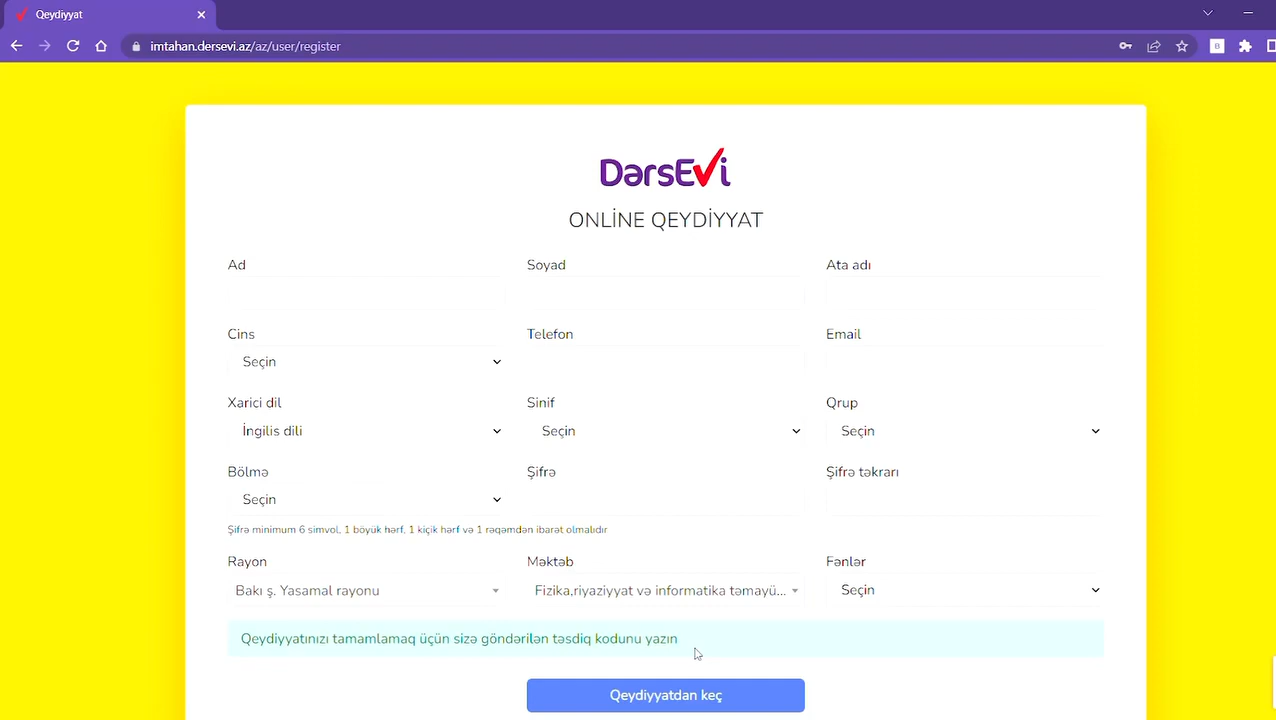 Qeydiyyat
imtahan.dersevi.az/az/user/register
DərsEvi
ONLİNE QEYDİYYAT
Ad Soyad Ata adı
Cins Telefon Email
Seçin
Xarici dil Sinif Qrup
İngilis dili Seçin Seçin
Bölmə Şifrə Şifrə təkrarı
Seçin
Şifrə minimum 6 simvol, 1 böyük hərf, 1 kiçik hərf və 1 rəqəmdən ibarət olmalıdır
Rayon Məktəb Fənlər
Bakı ş. Yasamal rayonu Fizika,riyaziyyat və informatika təmayü... Seçin
Qeydiyyatınızı tamamlamaq üçün sizə göndərilən təsdiq kodunu yazın
Qeydiyyatdan keç